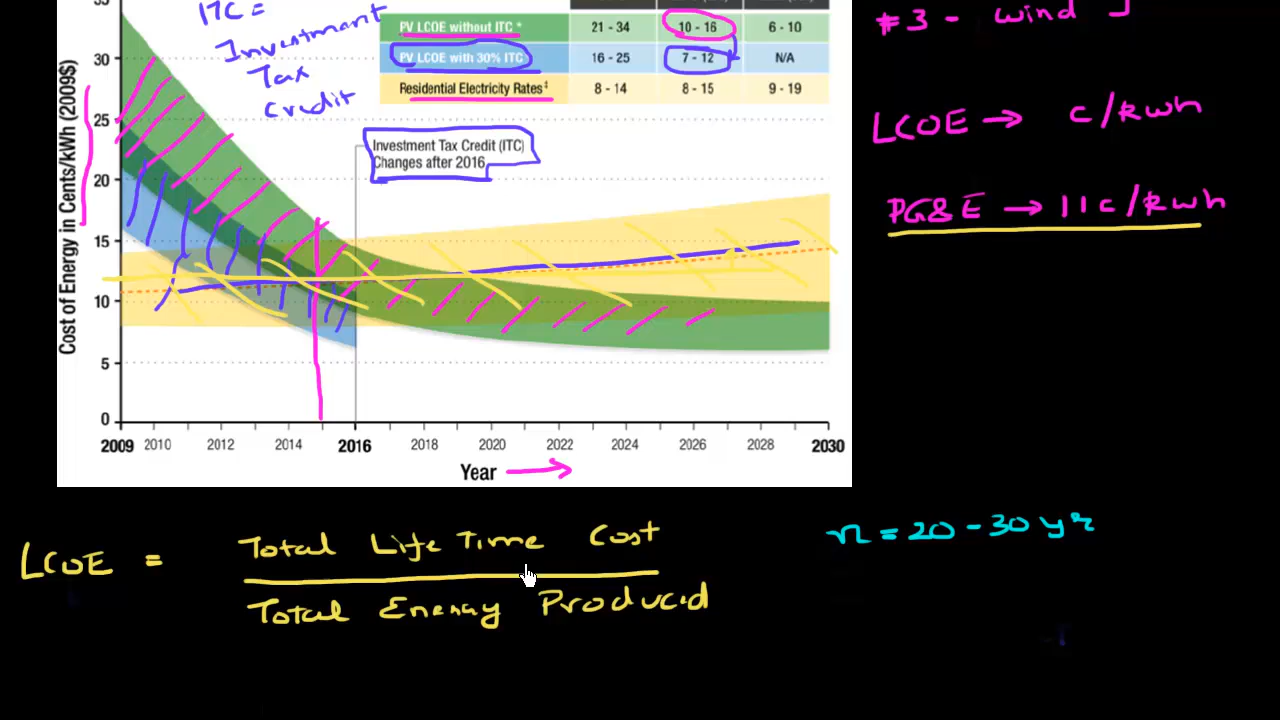 ITC =
Investment
Tax
Credit
PV LCOE without ITC * 21 - 34 10 - 16 6 - 10
PV LCOE with 30% ITC 16 - 25 7 - 12 N/A
Residential Electricity Rates‡ 8 - 14 8 - 15 9 - 19
#3 - wind
LCOE → c/kwh
PG&E → 11c/kwh
Investment Tax Credit (ITC)
Changes after 2016
Cost of Energy in Cents/kWh (2009$)
35
30
25
20
15
10
5
0
2009 2010 2012 2014 2016 2018 2020 2022 2024 2026 2028 2030
Year →
LCOE = Total Life Time Cost
Total Energy Produced
n = 20 - 30 yr